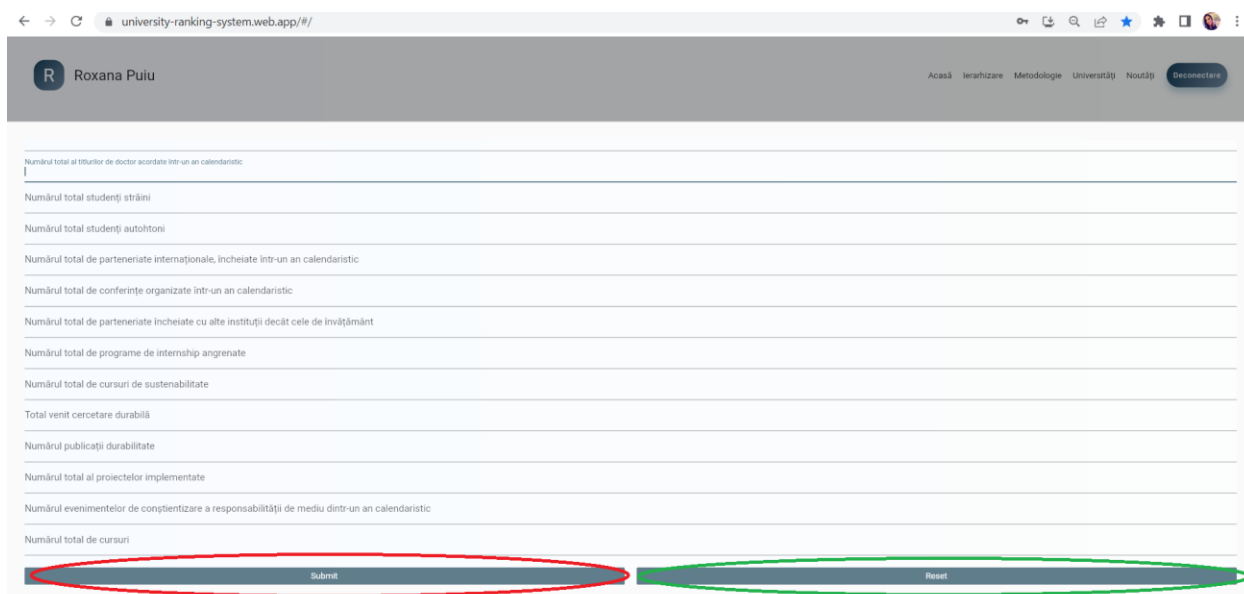 university-ranking-system.web.app/#/
R Roxana Puiu
Acasă Ierarhizare Metodologie Universități Noutăți Deconectare
Numărul total al titlurilor de doctor acordate într-un an calendaristic
Numărul total studenți străini
Numărul total studenți autohtoni
Numărul total de parteneriate internaționale, încheiate într-un an calendaristic
Numărul total de conferințe organizate într-un an calendaristic
Numărul total de parteneriate încheiate cu alte instituții decât cele de învățământ
Numărul total de programe de internship angrenate
Numărul total de cursuri de sustenabilitate
Total venit cercetare durabilă
Numărul publicații durabilitate
Numărul total al proiectelor implementate
Numărul evenimentelor de conștientizare a responsabilității de mediu dintr-un an calendaristic
Numărul total de cursuri
Submit Reset